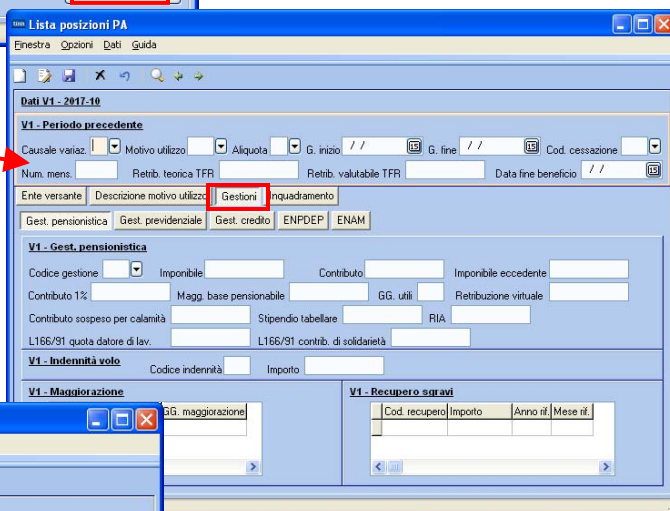 Lista posizioni PA
Finestra Opzioni Dati Guida
Dati V1 - 2017-10
V1 - Periodo precedente
Causale variaz. Motivo utilizzo Aliquota G. inizio / / 15 G. fine / / 15 Cod. cessazione
Num. mens. Retrib. teorica TFR Retrib. valutabile TFR Data fine beneficio / / 15
Ente versante Descrizione motivo utilizzo Gestioni Inquadramento
Gest. pensionistica Gest. previdenziale Gest. credito ENPDEP ENAM
V1 - Gest. pensionistica
Codice gestione Imponibile Contributo Imponibile eccedente
Contributo 1% Magg. base pensionabile GG. utili Retribuzione virtuale
Contributo sospeso per calamità Stipendio tabellare RIA
L166/91 quota datore di lav. L166/91 contrib. di solidarietà
V1 - Indennità volo Codice indennità Importo
V1 - Maggiorazione V1 - Recupero sgravi
GG. maggiorazione Cod. recupero Importo Anno rif. Mese rif.